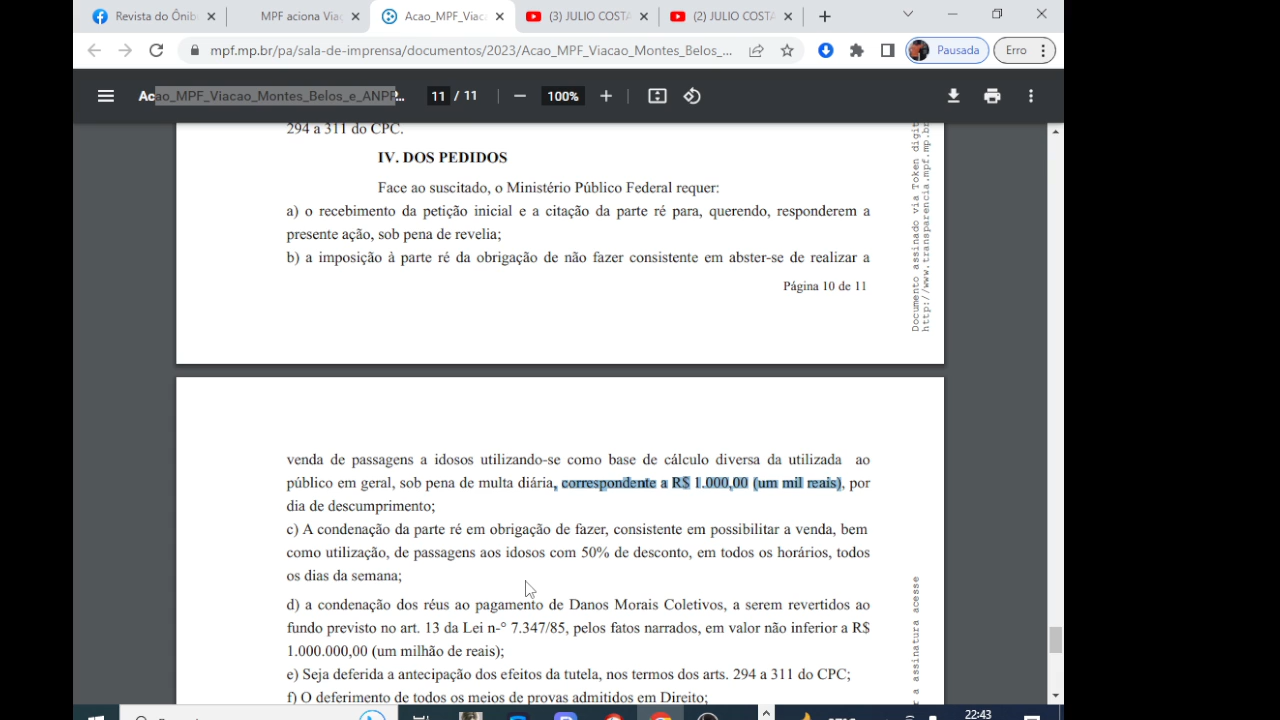 Revista do Ônib
MPF aciona Viaç
Acao_MPF_Viac
(3) JULIO COSTA
(2) JULIO COSTA
mpf.mp.br/pa/sala-de-imprensa/documentos/2023/Acao_MPF_Viacao_Montes_Belos_...
Pausada
Erro
Acao_MPF_Viacao_Montes_Belos_e_ANPP...
11 / 11
100%
294 a 311 do CPC.
IV. DOS PEDIDOS
Face ao suscitado, o Ministério Público Federal requer:
a) o recebimento da petição inicial e a citação da parte ré para, querendo, responderem a
presente ação, sob pena de revelia;
b) a imposição à parte ré da obrigação de não fazer consistente em abster-se de realizar a
Página 10 de 11
Documento assinado via Token digit
http://www.transparencia.mpf.mp.br
venda de passagens a idosos utilizando-se como base de cálculo diversa da utilizada ao
público em geral, sob pena de multa diária, correspondente a R$ 1.000,00 (um mil reais), por
dia de descumprimento;
c) A condenação da parte ré em obrigação de fazer, consistente em possibilitar a venda, bem
como utilização, de passagens aos idosos com 50% de desconto, em todos os horários, todos
os dias da semana;
d) a condenação dos réus ao pagamento de Danos Morais Coletivos, a serem revertidos ao
fundo previsto no art. 13 da Lei n-º 7.347/85, pelos fatos narrados, em valor não inferior a R$
1.000.000,00 (um milhão de reais);
e) Seja deferida a antecipação dos efeitos da tutela, nos termos dos arts. 294 a 311 do CPC;
f) O deferimento de todos os meios de provas admitidos em Direito;
r a assinatura acesse
22:43